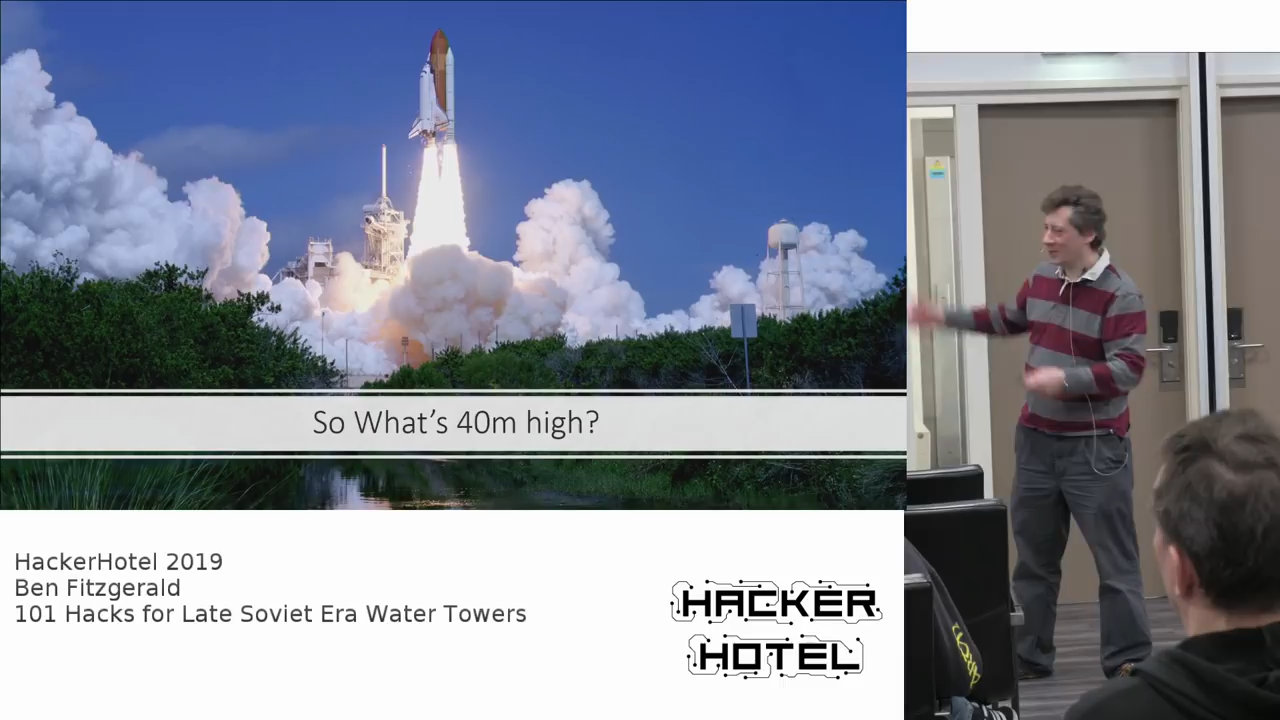 So What's 40m high?
HackerHotel 2019
Ben Fitzgerald
101 Hacks for Late Soviet Era Water Towers
HACKER
HOTEL